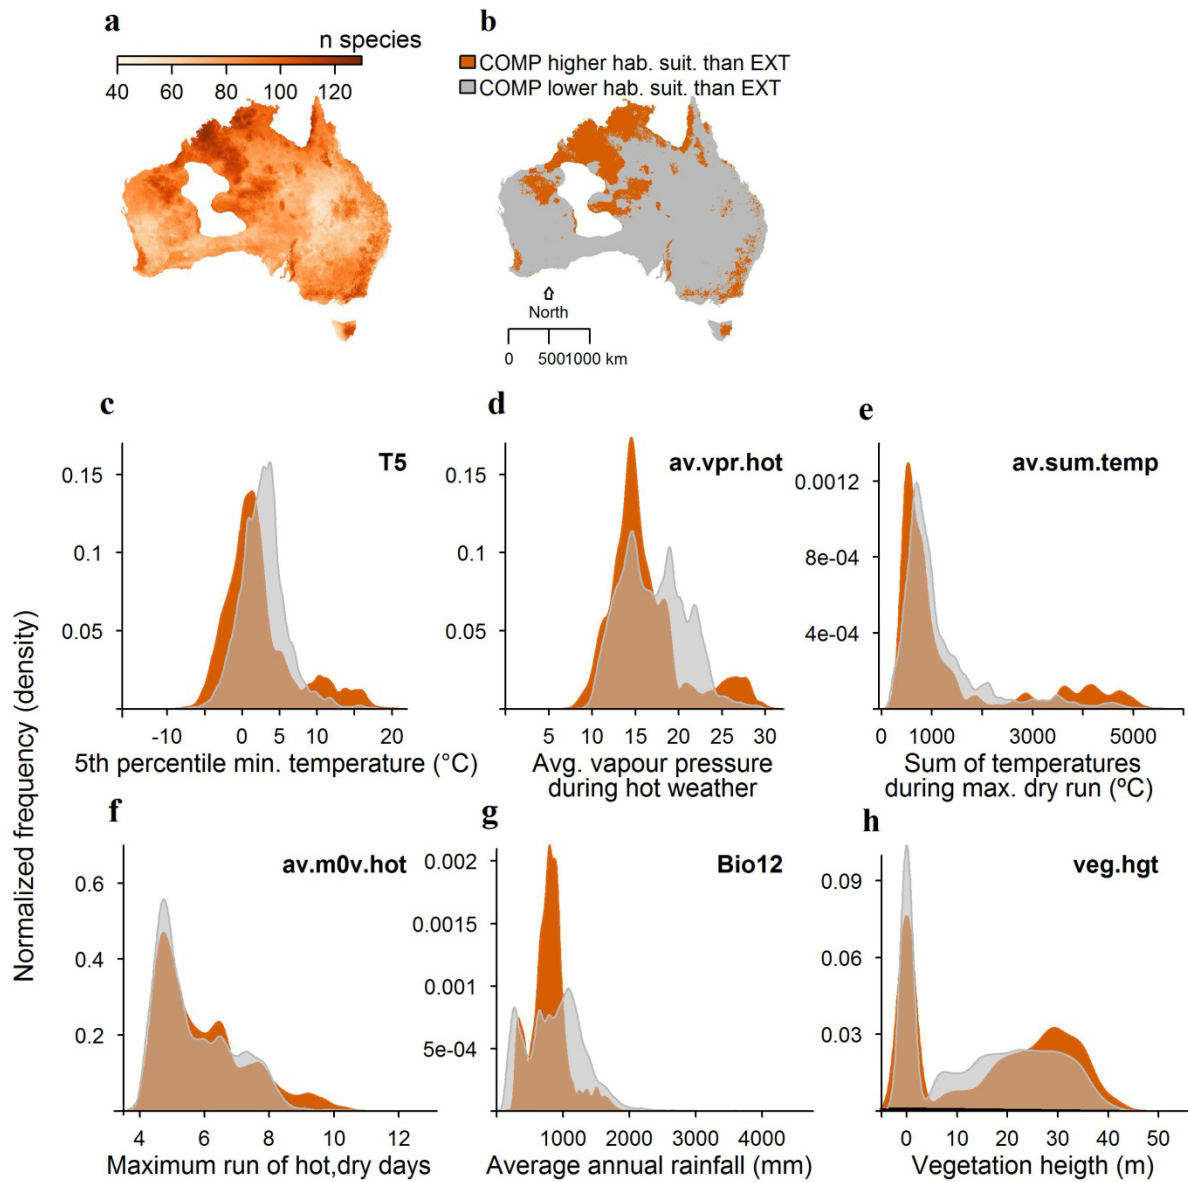 a
n species
40 60 80 100 120
b
COMP higher hab. suit. than EXT
COMP lower hab. suit. than EXT
North
0 5001000 km
Normalized frequency (density)
c
T5
0.15
0.1
0.05
-10 0 10 20
5th percentile min. temperature (°C)
d
av.vpr.hot
0.15
0.1
0.05
0 5 10 15 20 25 30
Avg. vapour pressure
during hot weather
e
av.sum.temp
0.0012
8e-04
4e-04
0 1000 3000 5000
Sum of temperatures
during max. dry run (ºC)
f
av.m0v.hot
0.6
0.4
0.2
4 6 8 10 12
Maximum run of hot,dry days
g
Bio12
0.002
0.0015
0.001
5e-04
1000 2000 3000 4000
Average annual rainfall (mm)
h
veg.hgt
0.09
0.06
0.03
0 10 20 30 50
Vegetation heigth (m)